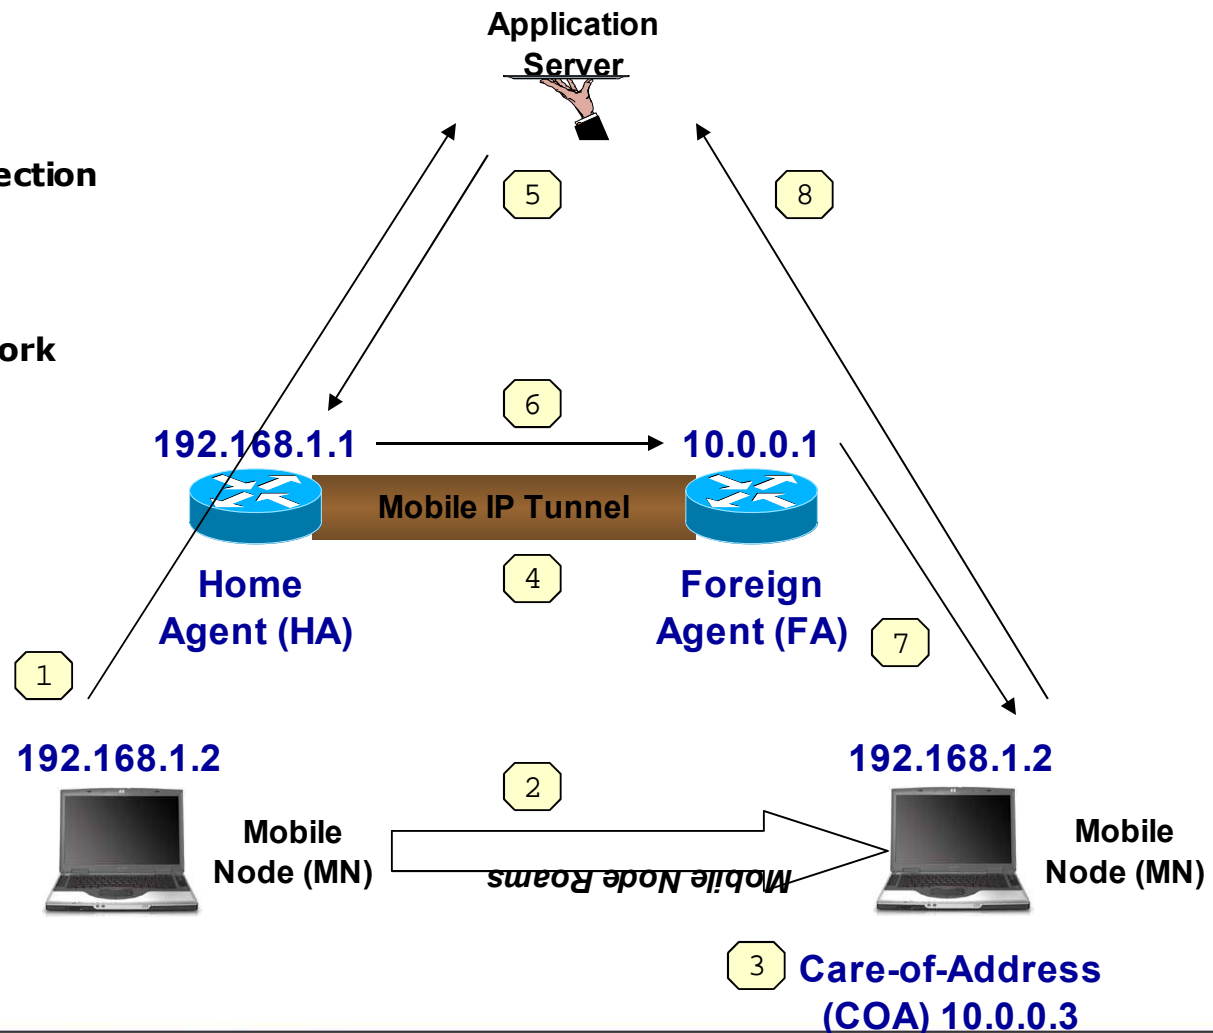 Application
Server
ection
5
8
ork
6
192.168.1.1
10.0.0.1
Mobile IP Tunnel
4
Home
Agent (HA)
Foreign
Agent (FA)
7
1
192.168.1.2
192.168.1.2
2
Mobile
Node (MN)
Mobile
Node (MN)
Mobile Node Roams
3
Care-of-Address
(COA) 10.0.0.3